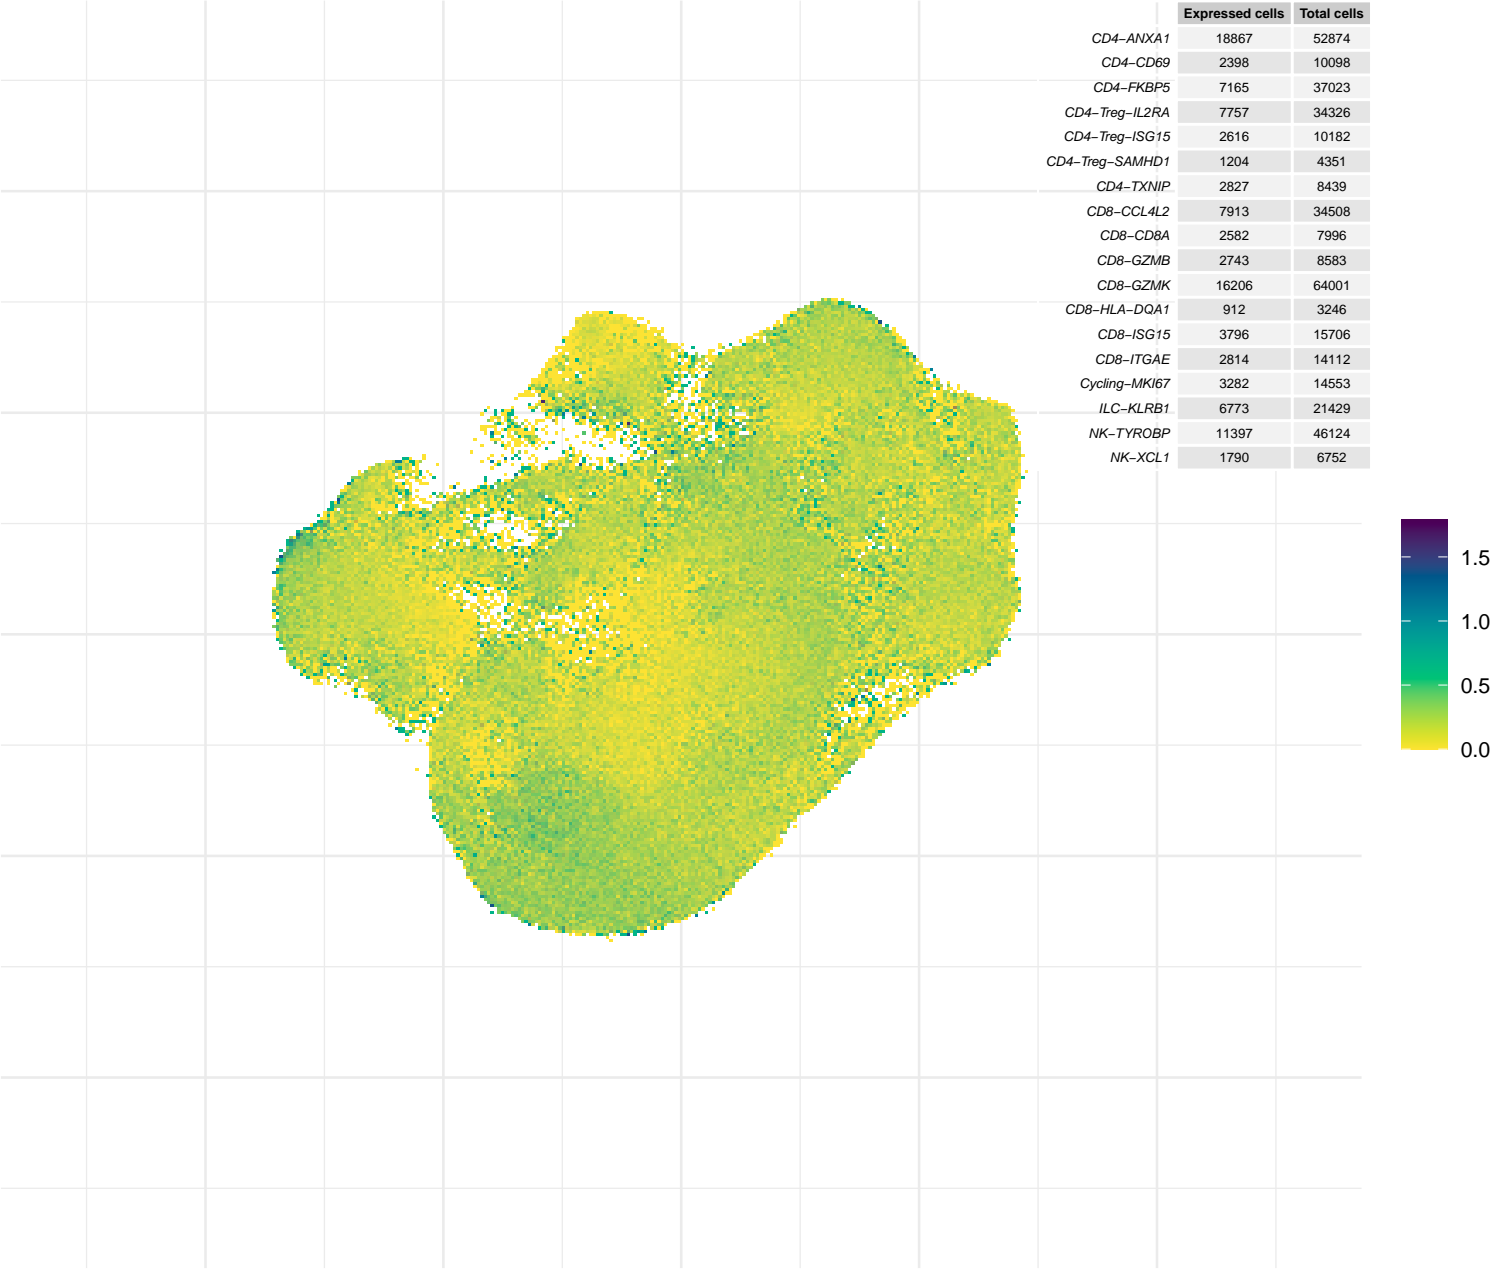 Expressed cells Total cells
CD4−ANXA1 18867 52874
CD4−CD69 2398 10098
CD4−FKBP5 7165 37023
CD4−Treg−IL2RA 7757 34326
CD4−Treg−ISG15 2616 10182
CD4−Treg−SAMHD1 1204 4351
CD4−TXNIP 2827 8439
CD8−CCL4L2 7913 34508
CD8−CD8A 2582 7996
CD8−GZMB 2743 8583
CD8−GZMK 16206 64001
CD8−HLA−DQA1 912 3246
CD8−ISG15 3796 15706
CD8−ITGAE 2814 14112
Cycling−MKI67 3282 14553
ILC−KLRB1 6773 21429
NK−TYROBP 11397 46124
NK−XCL1 1790 6752
1.5
1.0
0.5
0.0